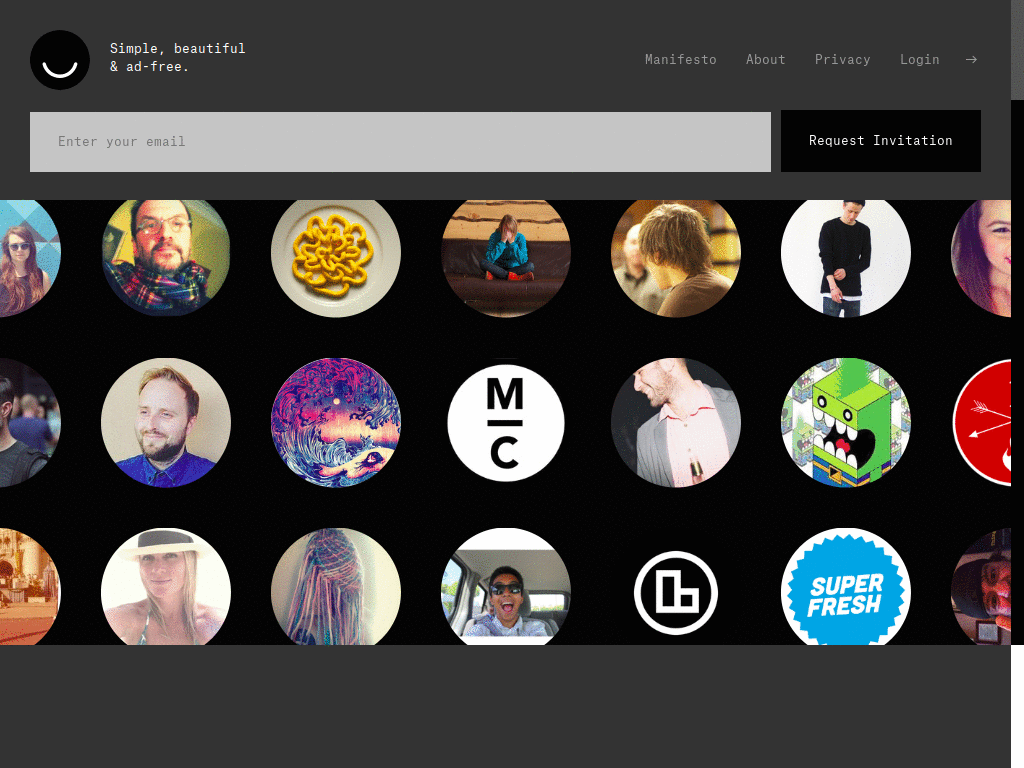 Simple, beautiful
& ad-free.
Manifesto About Privacy Login →
Enter your email
Request Invitation
M
C
SUPER
FRESH